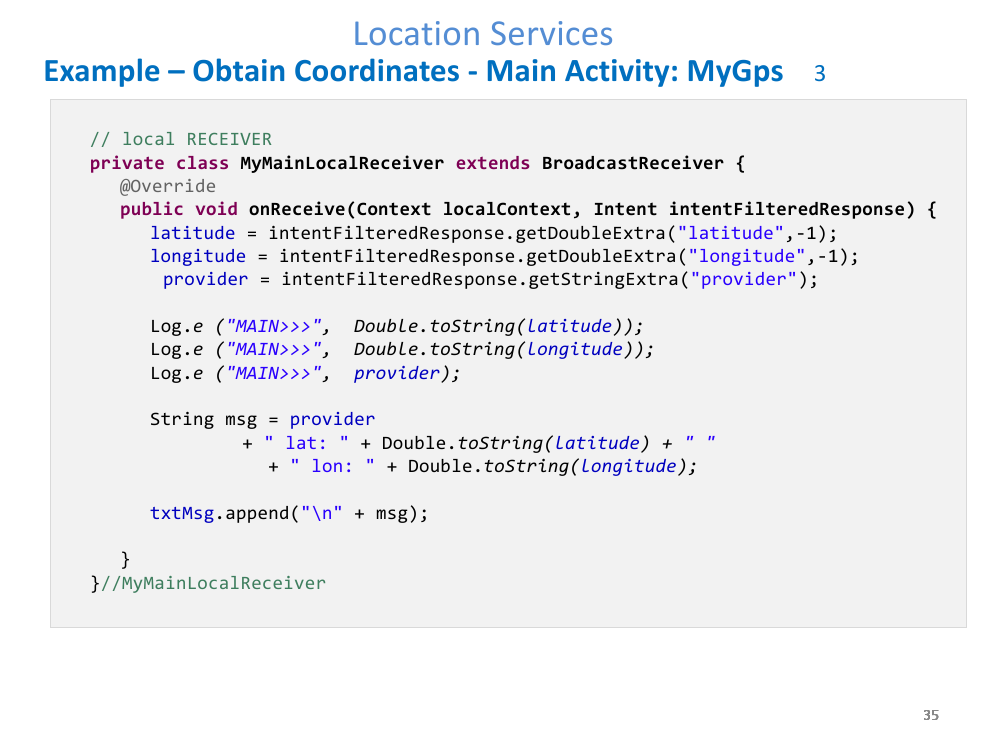 Location Services
Example – Obtain Coordinates - Main Activity: MyGps 3
// local RECEIVER
private class MyMainLocalReceiver extends BroadcastReceiver {
@Override
public void onReceive(Context localContext, Intent intentFilteredResponse) {
latitude = intentFilteredResponse.getDoubleExtra("latitude",-1);
longitude = intentFilteredResponse.getDoubleExtra("longitude",-1);
provider = intentFilteredResponse.getStringExtra("provider");
Log.e ("MAIN>>>", Double.toString(latitude));
Log.e ("MAIN>>>", Double.toString(longitude));
Log.e ("MAIN>>>", provider);
String msg = provider
+ " lat: " + Double.toString(latitude) + " "
+ " lon: " + Double.toString(longitude);
txtMsg.append("\n" + msg);
}
}//MyMainLocalReceiver
35